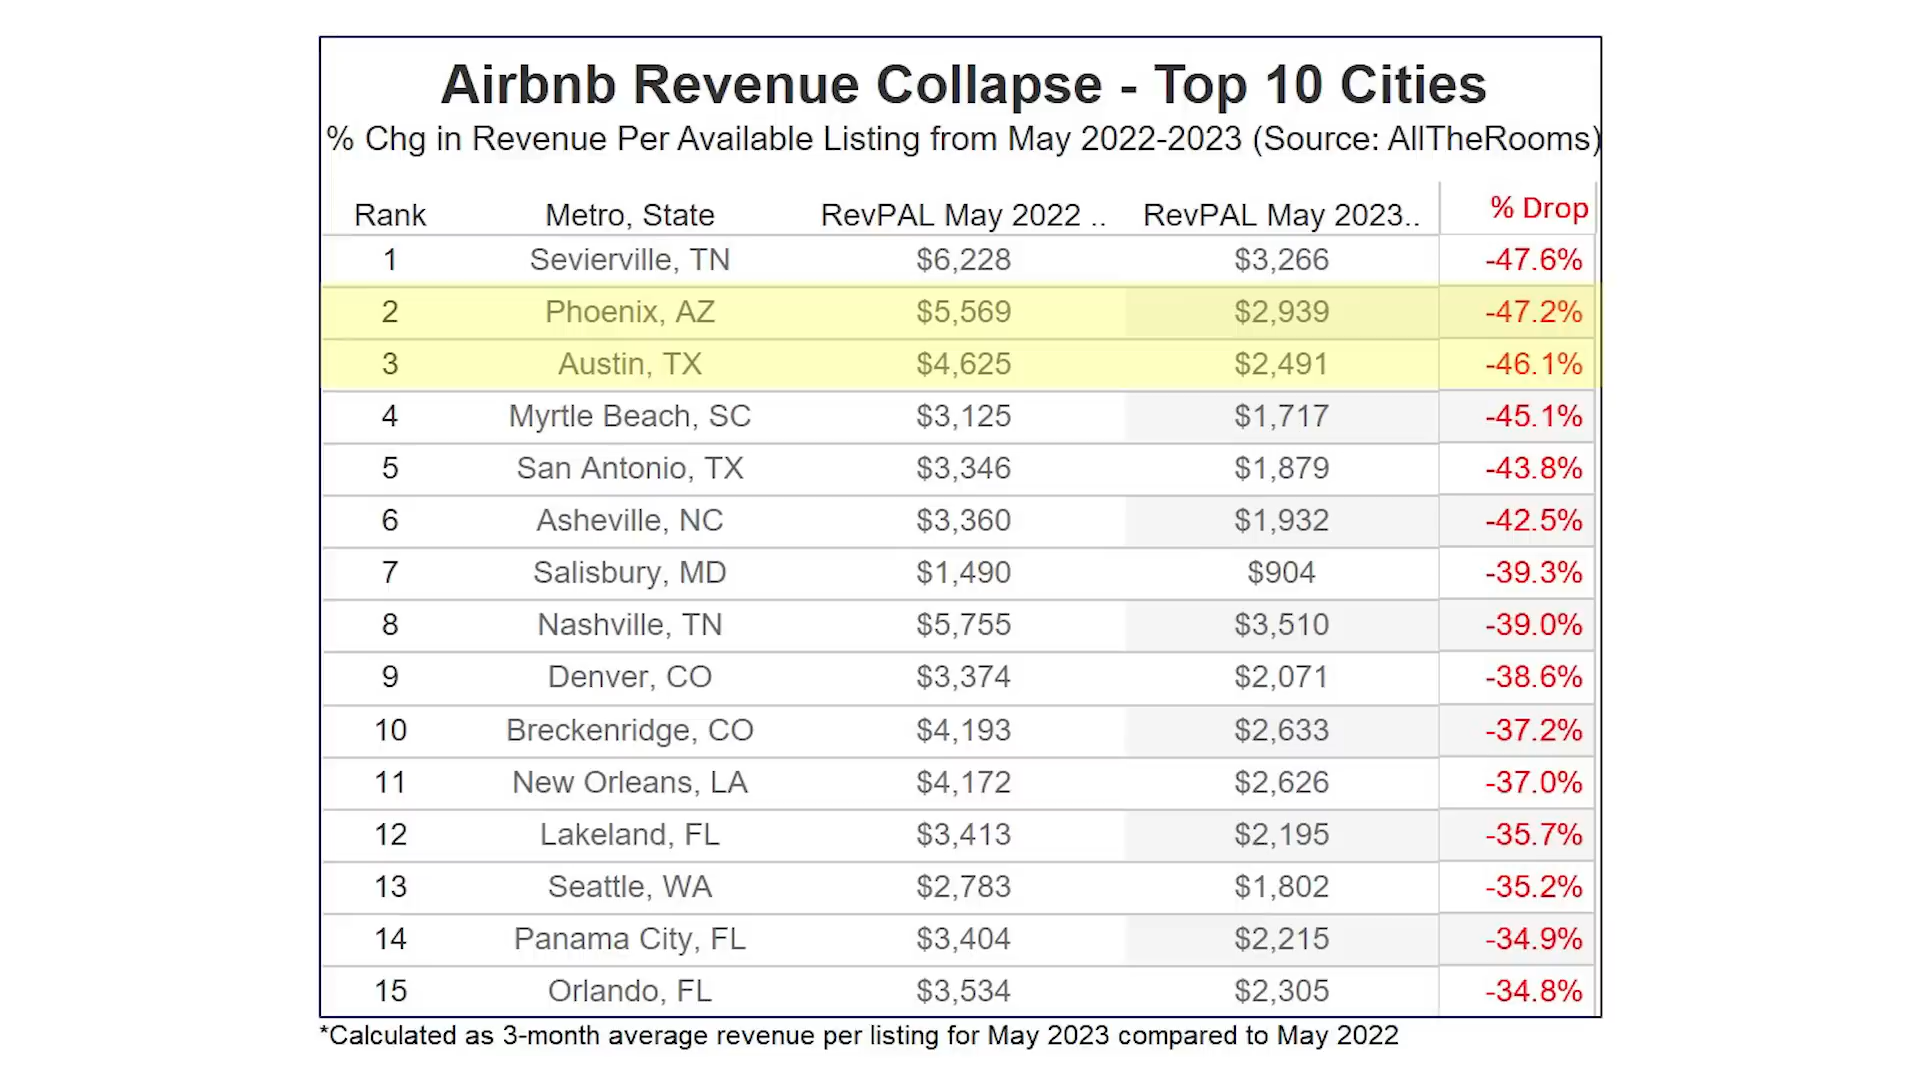 Airbnb Revenue Collapse - Top 10 Cities
% Chg in Revenue Per Available Listing from May 2022-2023 (Source: AllTheRooms)
Rank Metro, State RevPAL May 2022 .. RevPAL May 2023.. % Drop
1 Sevierville, TN $6,228 $3,266 -47.6%
2 Phoenix, AZ $5,569 $2,939 -47.2%
3 Austin, TX $4,625 $2,491 -46.1%
4 Myrtle Beach, SC $3,125 $1,717 -45.1%
5 San Antonio, TX $3,346 $1,879 -43.8%
6 Asheville, NC $3,360 $1,932 -42.5%
7 Salisbury, MD $1,490 $904 -39.3%
8 Nashville, TN $5,755 $3,510 -39.0%
9 Denver, CO $3,374 $2,071 -38.6%
10 Breckenridge, CO $4,193 $2,633 -37.2%
11 New Orleans, LA $4,172 $2,626 -37.0%
12 Lakeland, FL $3,413 $2,195 -35.7%
13 Seattle, WA $2,783 $1,802 -35.2%
14 Panama City, FL $3,404 $2,215 -34.9%
15 Orlando, FL $3,534 $2,305 -34.8%
*Calculated as 3-month average revenue per listing for May 2023 compared to May 2022